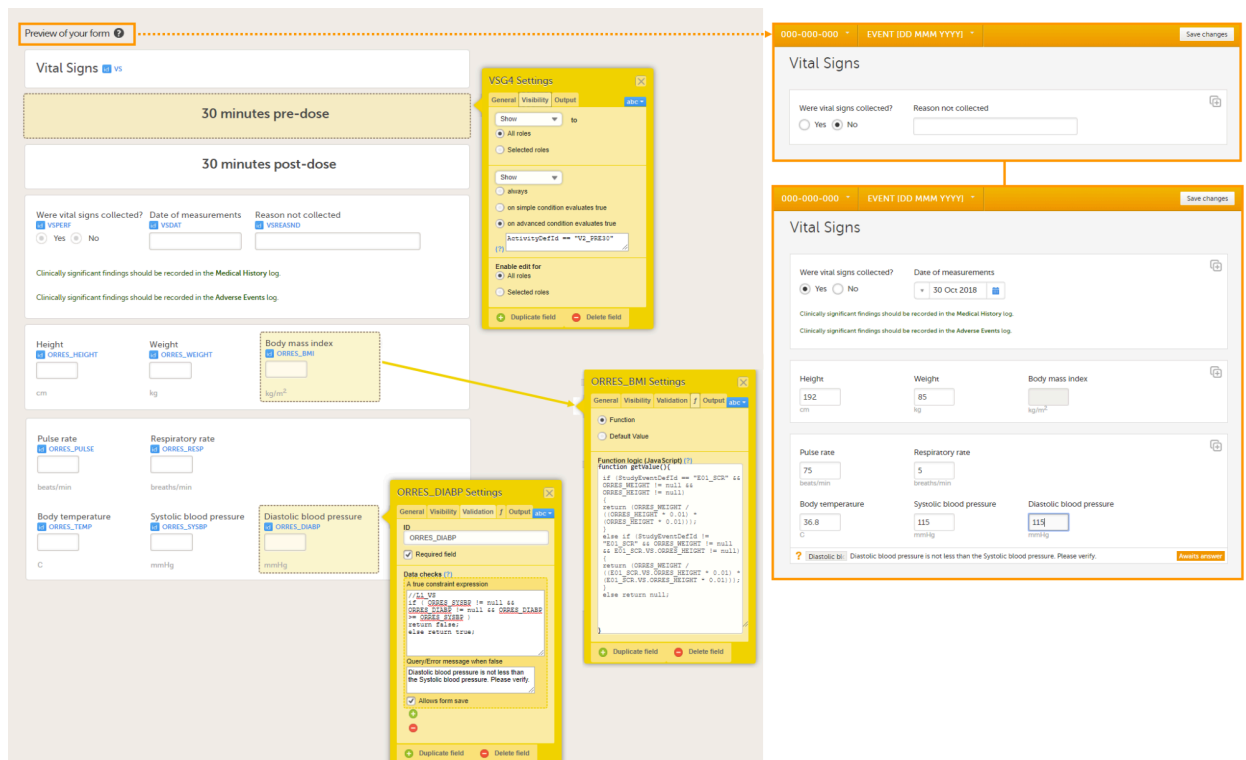 Preview of your form ?
Vital Signs VS
30 minutes pre-dose
30 minutes post-dose
Were vital signs collected? Date of measurements Reason not collected
VSPERF VSDAT VSREASND
Yes No
Clinically significant findings should be recorded in the Medical History log.
Clinically significant findings should be recorded in the Adverse Events log.
Height Weight Body mass index
ORRES_HEIGHT ORRES_WEIGHT ORRES_BMI
cm kg kg/m²
Pulse rate Respiratory rate
ORRES_PULSE ORRES_RESP
beats/min breaths/min
Body temperature Systolic blood pressure Diastolic blood pressure
ORRES_TEMP ORRES_SYSBP ORRES_DIABP
C mmHg mmHg
VSG4 Settings
General Visibility Output abc
Show to
All roles
Selected roles
Show
always
on simple condition evaluates true
on advanced condition evaluates true
ActivityDefId == "V2_PRE30"
(?)
Enable edit for
All roles
Selected roles
Duplicate field Delete field
ORRES_BMI Settings
General Visibility Validation f Output abc
Function
Default Value
Function logic (JavaScript) (?)
function getValue(){
if (StudyEventDefId == "E01_SCR" &&
ORRES_WEIGHT != null &&
ORRES_HEIGHT != null)
{
return (ORRES_WEIGHT /
((ORRES_HEIGHT * 0.01) *
(ORRES_HEIGHT * 0.01)));
}
else if (StudyEventDefId !=
"E01_SCR" && ORRES_WEIGHT != null
&& E01_SCR.VS.ORRES_HEIGHT != null)
{
return (ORRES_WEIGHT /
((E01_SCR.VS.ORRES_HEIGHT * 0.01) *
(E01_SCR.VS.ORRES_HEIGHT * 0.01)));
}
else return null;
}
Duplicate field Delete field
ORRES_DIABP Settings
General Visibility Validation f Output abc
ID
ORRES_DIABP
Required field
Data checks (?)
A true constraint expression
//L1_VS
if ( ORRES_SYSBP != null &&
ORRES_DIABP != null && ORRES_DIABP
>= ORRES_SYSBP )
return false;
else return true;
Query/Error message when false
Diastolic blood pressure is not less than
the Systolic blood pressure. Please verify.
Allows form save
Duplicate field Delete field
000-000-000 EVENT [DD MMM YYYY] Save changes
Vital Signs
Were vital signs collected? Reason not collected
Yes No
000-000-000 EVENT [DD MMM YYYY] Save changes
Vital Signs
Were vital signs collected? Date of measurements
Yes No 30 Oct 2018
Clinically significant findings should be recorded in the Medical History log.
Clinically significant findings should be recorded in the Adverse Events log.
Height Weight Body mass index
192 85
cm kg kg/m²
Pulse rate Respiratory rate
75 5
beats/min breaths/min
Body temperature Systolic blood pressure Diastolic blood pressure
36.8 115 115
C mmHg mmHg
? Diastolic bl Diastolic blood pressure is not less than the Systolic blood pressure. Please verify. Awaits answer